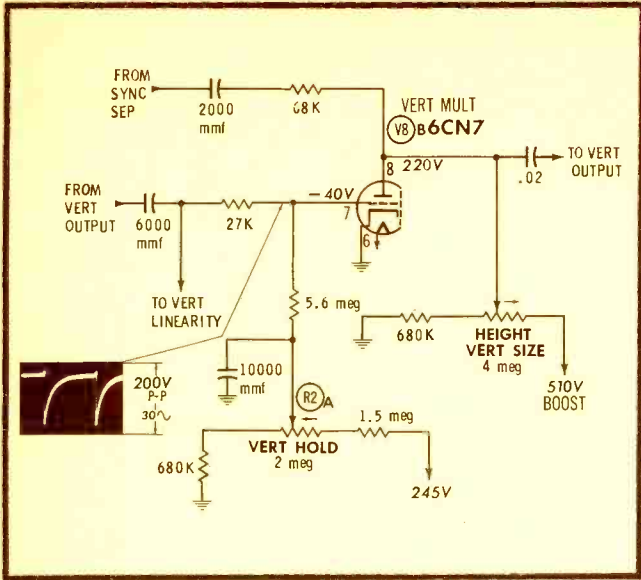 FROM
SYNC
SEP
2000
mmf
68K
VERT MULT
V8 B 6CN7
8
220V
TO VERT
OUTPUT
.02
FROM
VERT
OUTPUT
6000
mmf
27K
-40V
7
6
TO VERT
LINEARITY
5.6 meg
680K
HEIGHT
VERT SIZE
4 meg
510V
BOOST
10000
mmf
200V
P-P
30~
R2 A
1.5 meg
VERT HOLD
2 meg
680K
245V